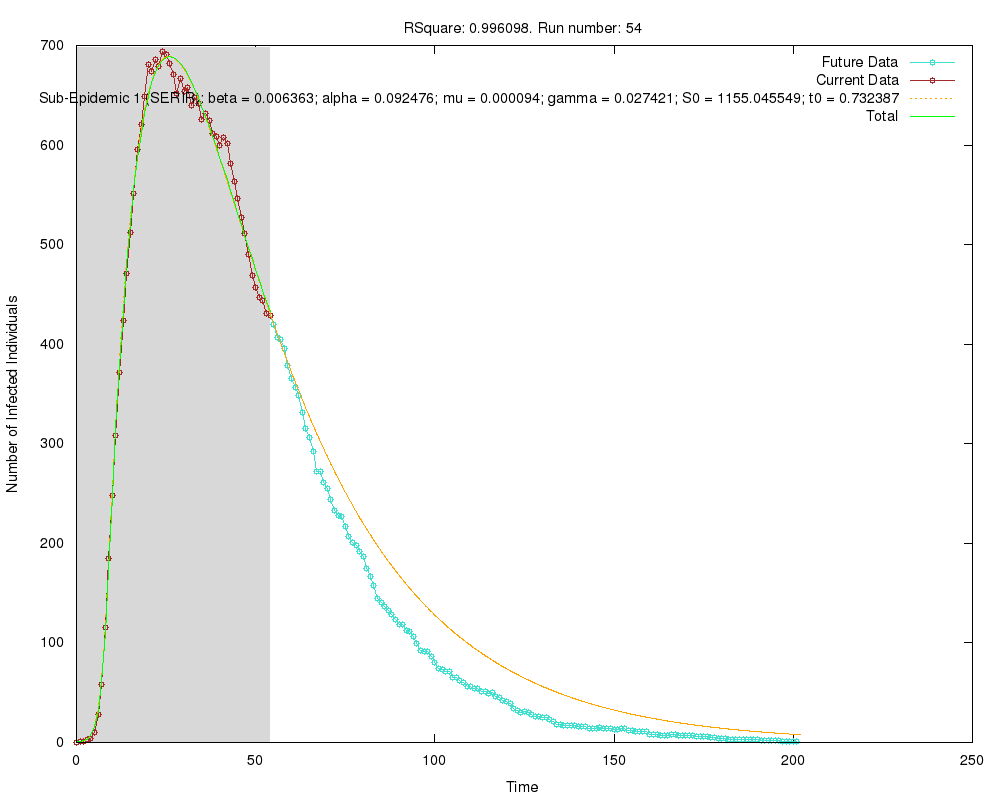 RSquare: 0.996098. Run number: 54
Future Data
Current Data
Sub-Epidemic 1: SEIR; beta = 0.006363; alpha = 0.092476; mu = 0.000094; gamma = 0.027421; S0 = 1155.045549; t0 = 0.732387
Total
700
600
500
400
300
200
100
0
Number of Infected Individuals
0 50 100 150 200 250
Time